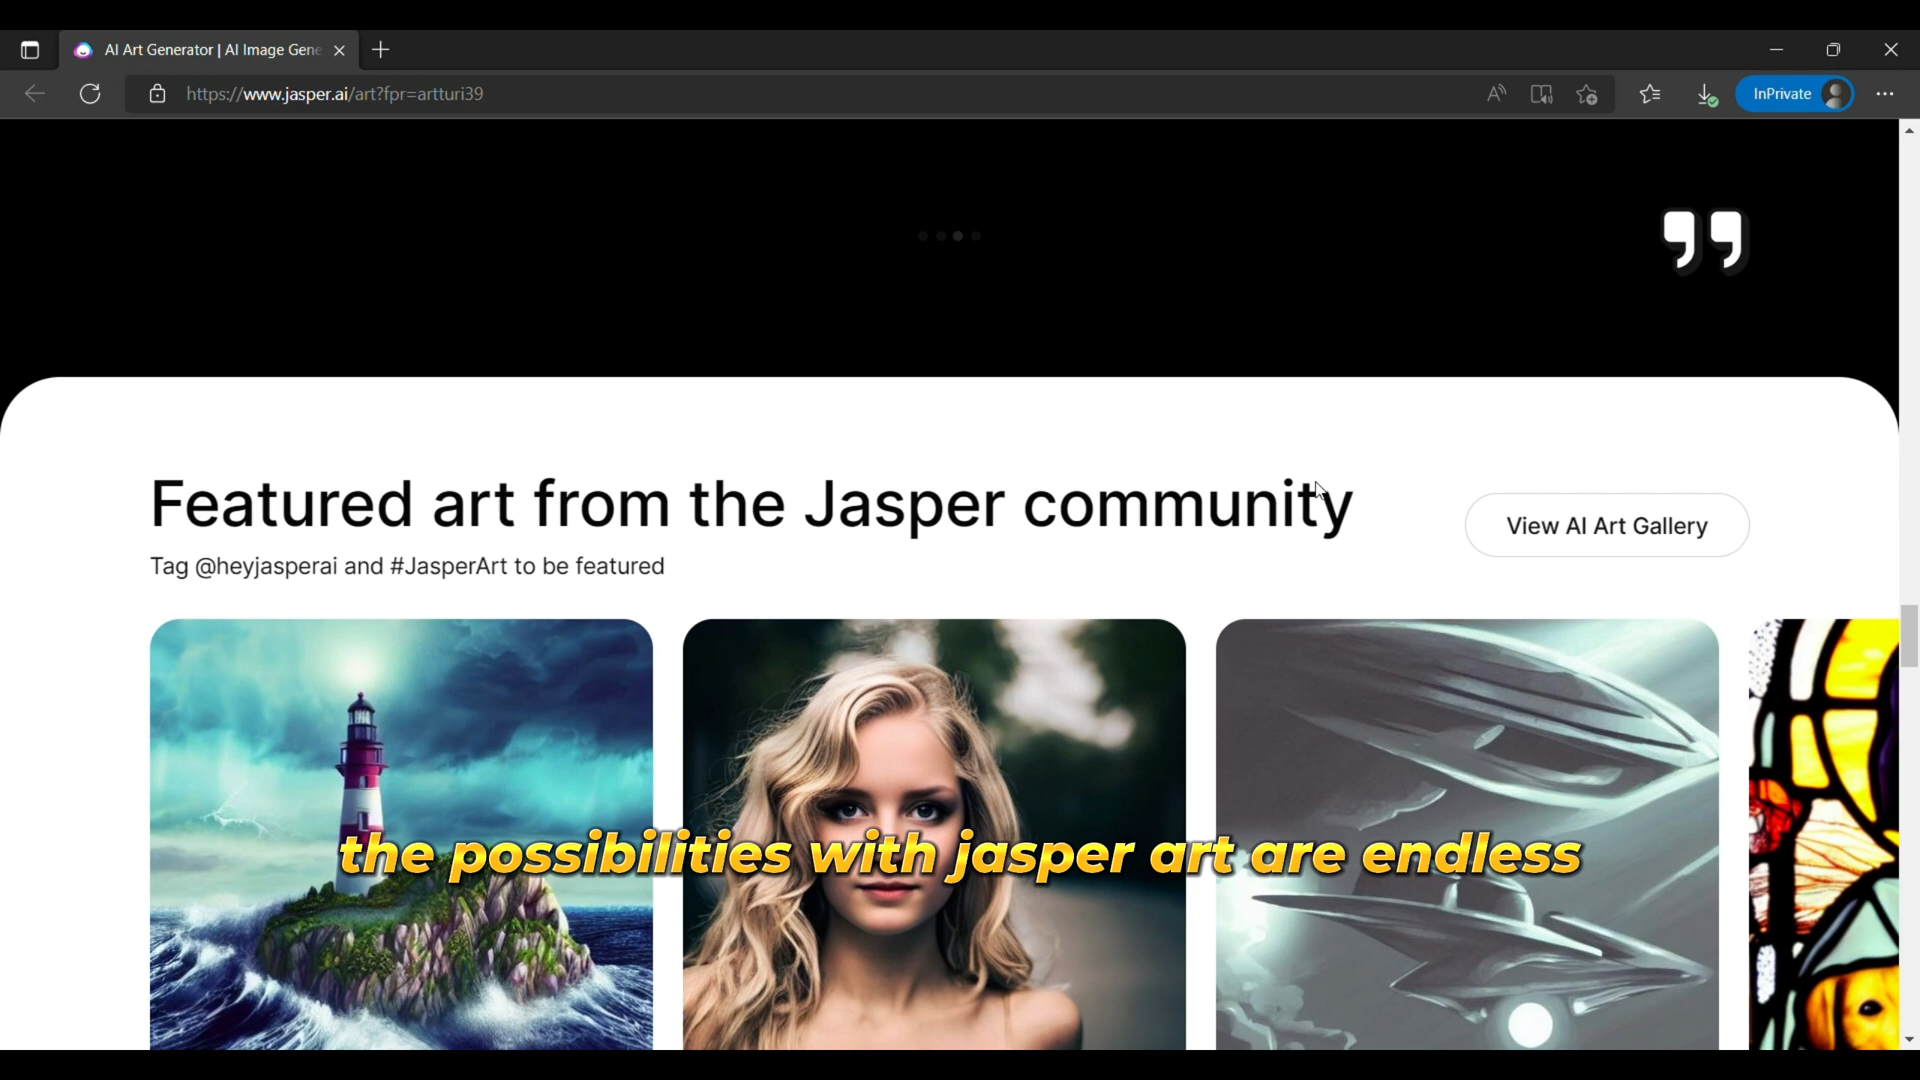 AI Art Generator | AI Image Gene
https://www.jasper.ai/art?fpr=artturi39
InPrivate
Featured art from the Jasper community
View AI Art Gallery
Tag @heyjasperai and #JasperArt to be featured
the possibilities with jasper art are endless